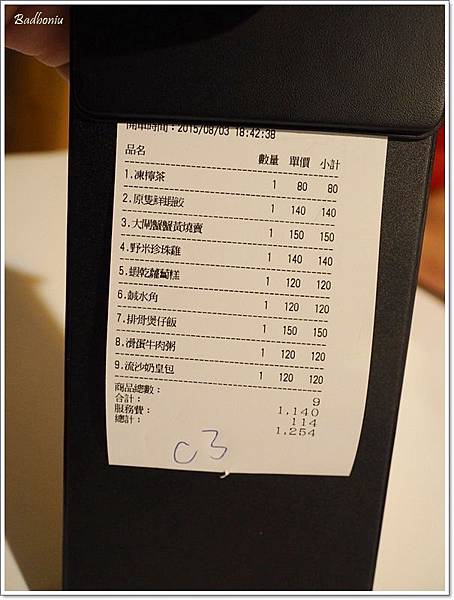 Badboniu
開單時間：2015/08/03 18:42:38
品名 數量 單價 小計
1.凍檸茶 1 80 80
2.原隻鮮蝦餃 1 140 140
3.大閘蟹蟹黃燒賣 1 150 150
4.野米珍珠雞 1 140 140
5.蝦乾蘿蔔糕 1 120 120
6.鹹水角 1 120 120
7.排骨煲仔飯 1 150 150
8.滑蛋牛肉粥 1 120 120
9.流沙奶皇包 1 120 120
商品總數： 9
合計： 1,140
服務費： 114
總計： 1,254
C3